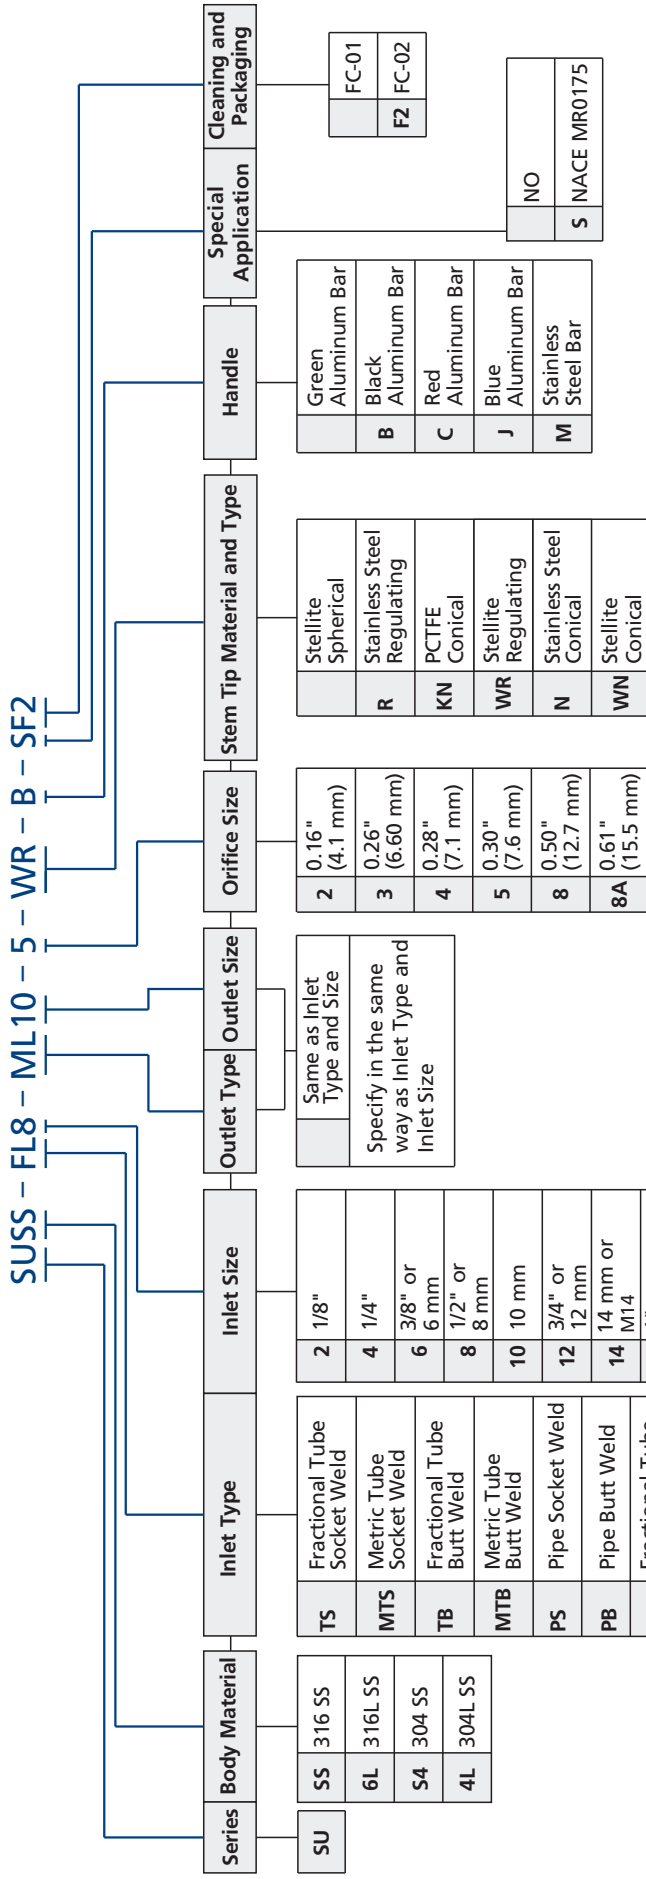 SUSS – FL8 – ML10 – 5 – WR – B – SF2
Series
SU
Body Material
SS 316 SS
6L 316L SS
S4 304 SS
4L 304L SS
Inlet Type
TS Fractional Tube
Socket Weld
MTS Metric Tube
Socket Weld
TB Fractional Tube
Butt Weld
MTB Metric Tube
Butt Weld
PS Pipe Socket Weld
PB Pipe Butt Weld
Inlet Size
2 1/8"
4 1/4"
6 3/8" or
6 mm
8 1/2" or
8 mm
10 10 mm
12 3/4" or
12 mm
14 14 mm or
M14
Outlet Type
Outlet Size
Same as Inlet
Type and Size
Specify in the same
way as Inlet Type and
Inlet Size
Orifice Size
2 0.16"
(4.1 mm)
3 0.26"
(6.60 mm)
4 0.28"
(7.1 mm)
5 0.30"
(7.6 mm)
8 0.50"
(12.7 mm)
8A 0.61"
(15.5 mm)
Stem Tip Material and Type
Stellite
Spherical
R Stainless Steel
Regulating
KN PCTFE
Conical
WR Stellite
Regulating
N Stainless Steel
Conical
WN Stellite
Conical
Handle
Green
Aluminum Bar
B Black
Aluminum Bar
C Red
Aluminum Bar
J Blue
Aluminum Bar
M Stainless
Steel Bar
Special
Application
NO
S NACE MR0175
Cleaning and
Packaging
FC-01
F2 FC-02